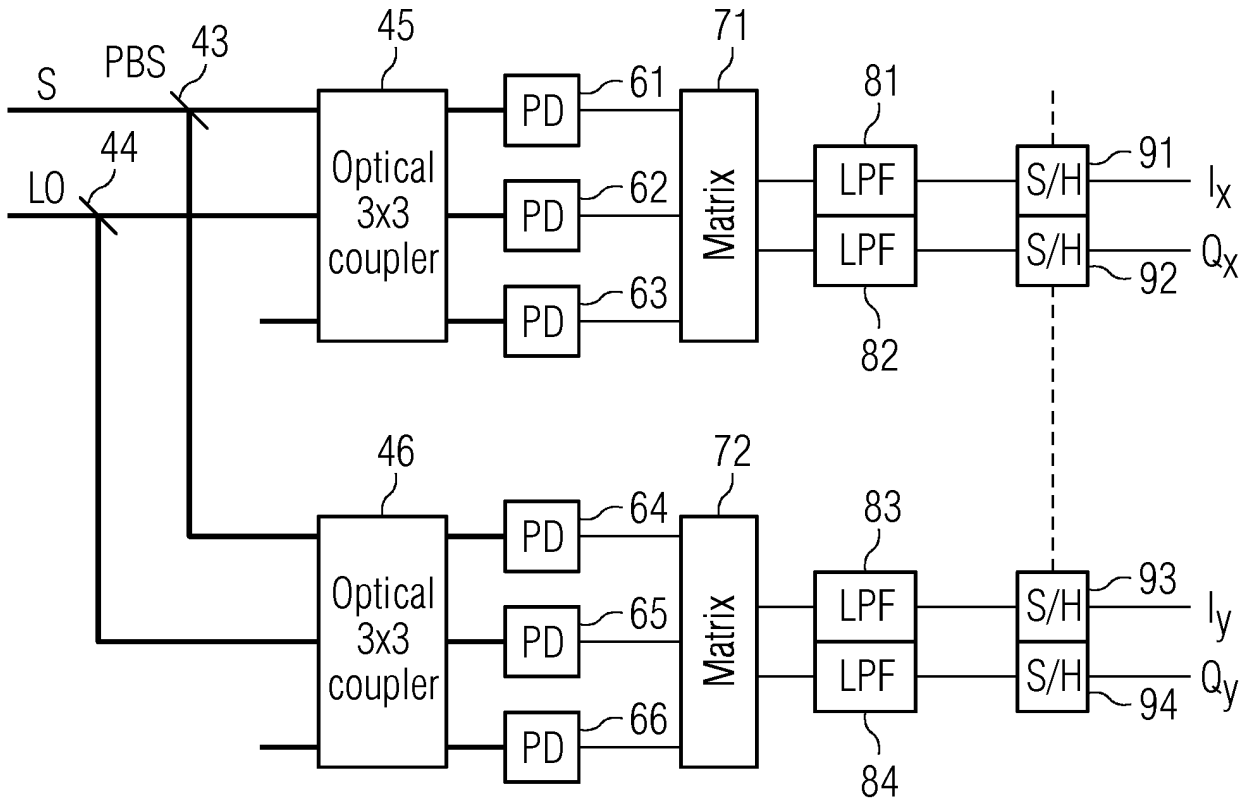 S
PBS
43
LO
44
45
Optical
3x3
coupler
PD
61
PD
62
PD
63
71
Matrix
81
LPF
LPF
82
S/H
91
S/H
92
Ix
Qx
46
Optical
3x3
coupler
PD
64
PD
65
PD
66
72
Matrix
83
LPF
LPF
84
S/H
93
S/H
94
Iy
Qy